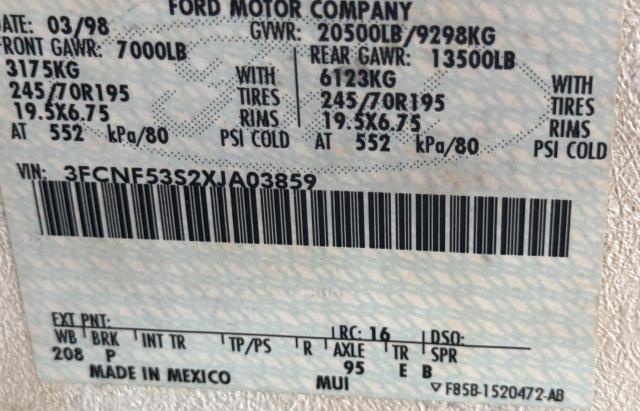 FORD MOTOR COMPANY
DATE: 03/98 GVWR: 20500LB/9298KG
FRONT GAWR: 7000LB REAR GAWR: 13500LB
3175KG WITH 6123KG WITH
245/70R195 TIRES 245/70R195 TIRES
19.5X6.75 RIMS 19.5X6.75 RIMS
AT 552 kPa/80 PSI COLD AT 552 kPa/80 PSI COLD
VIN: 3FCNF53S2XJA03859
EXT PNT: RC: 16 DSO:
WB BRK INT TR TP/PS R AXLE TR SPR
208 P 95 E B
MADE IN MEXICO MUI ▽ F85B-1520472-AB